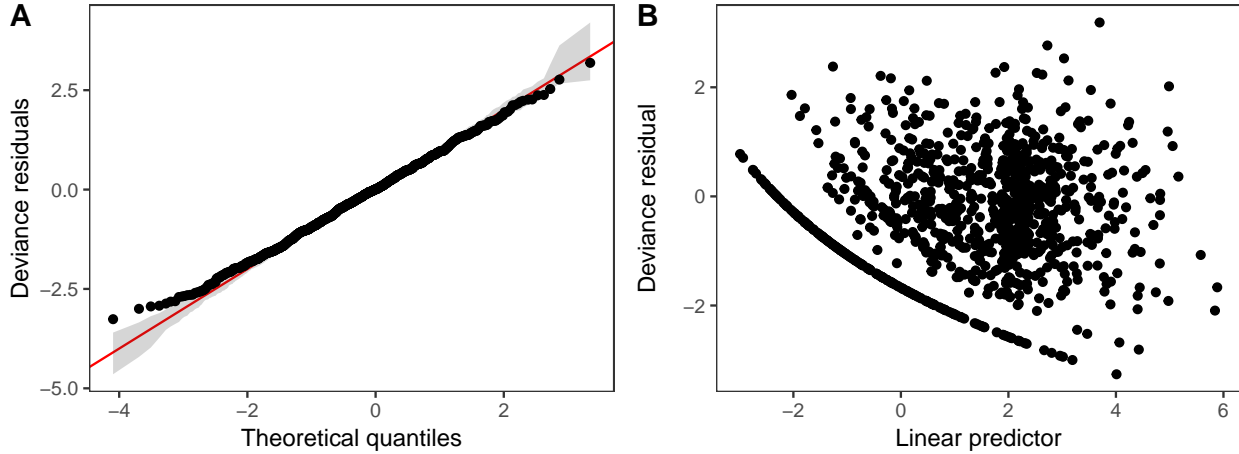 A
Deviance residuals
2.5
0.0
−2.5
−5.0
−4
−2
0
2
Theoretical quantiles
B
Deviance residual
2
0
−2
−2
0
2
4
6
Linear predictor